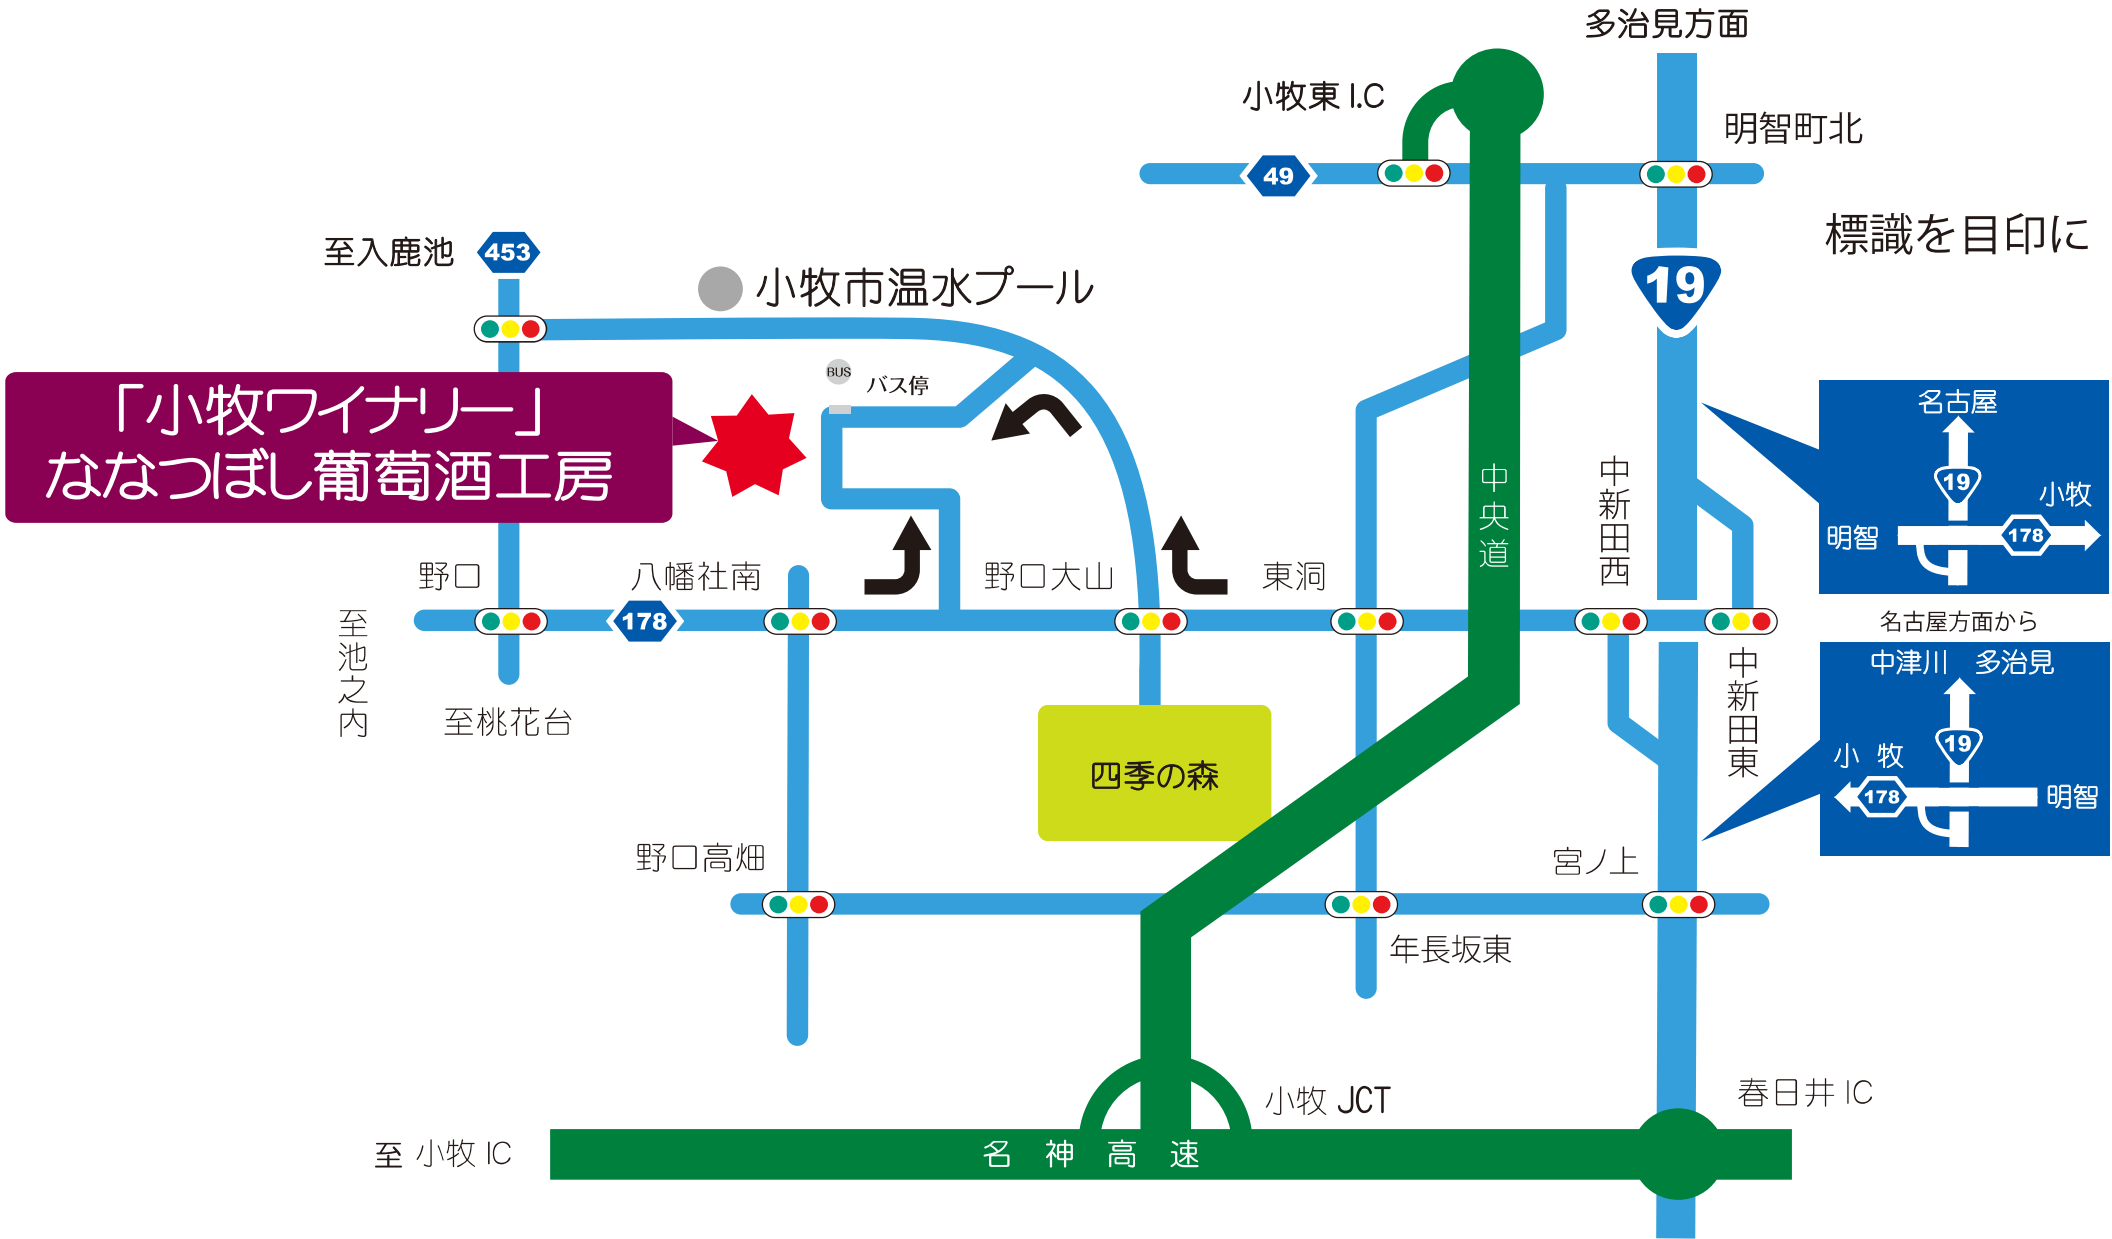 多治見方面
小牧東 I.C
明智町北
49
標識を目印に
至入鹿池
453
小牧市温水プール
19
BUS
バス停
「小牧ワイナリー」
ななつぼし葡萄酒工房
名古屋
19
小牧
明智
178
中央道
中新田西
野口
八幡社南
野口大山
東洞
178
至池之内
名古屋方面から
中津川 多治見
19
小 牧
178
明智
中新田東
至桃花台
四季の森
野口高畑
宮ノ上
年長坂東
春日井 IC
小牧 JCT
至 小牧 IC
名 神 高 速